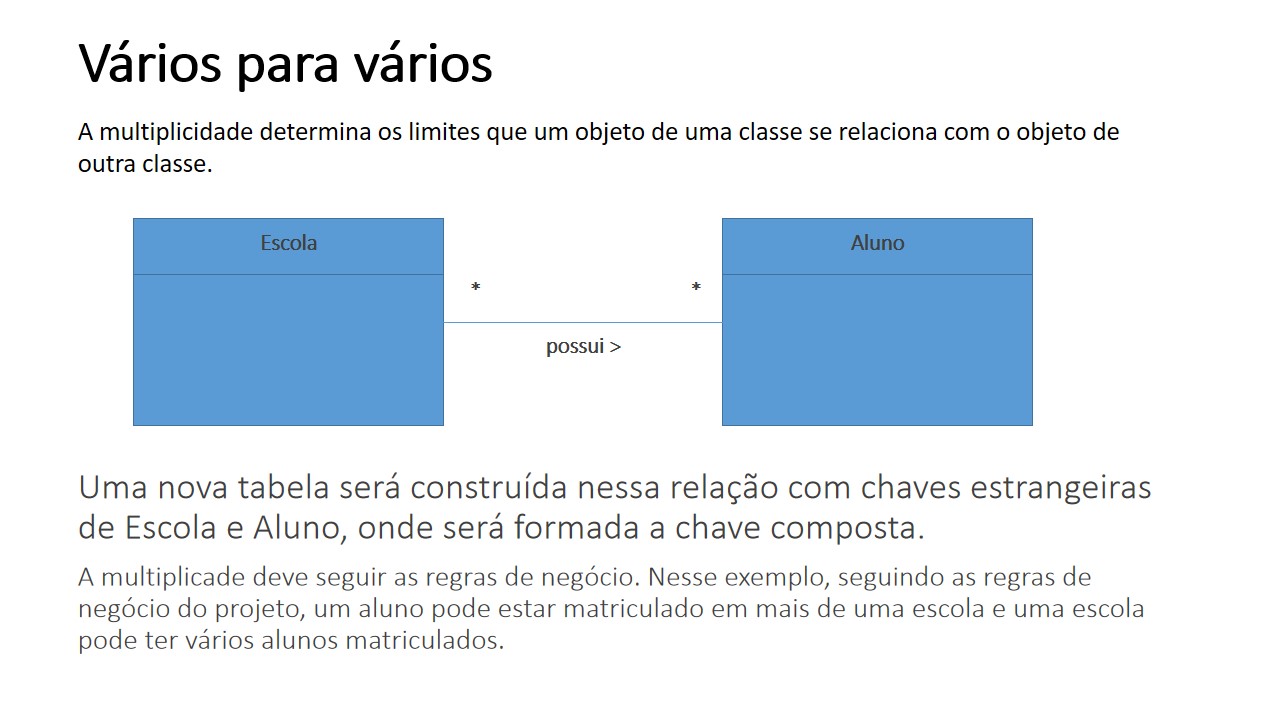 Vários para vários
A multiplicidade determina os limites que um objeto de uma classe se relaciona com o objeto de
outra classe.
Escola
Aluno
*
*
possui >
Uma nova tabela será construída nessa relação com chaves estrangeiras
de Escola e Aluno, onde será formada a chave composta.
A multiplicade deve seguir as regras de negócio. Nesse exemplo, seguindo as regras de
negócio do projeto, um aluno pode estar matriculado em mais de uma escola e uma escola
pode ter vários alunos matriculados.